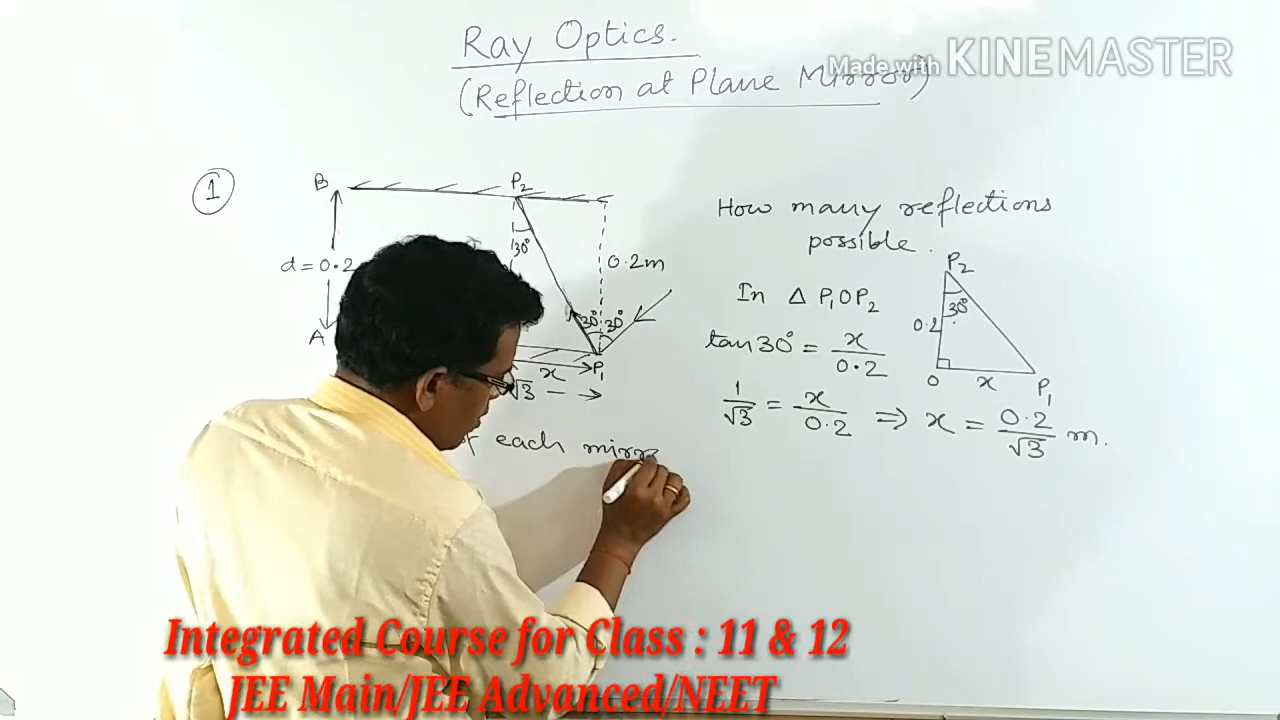 Ray Optics.
(Reflection at Plane Mirror)
Made with KINEMASTER
1
B
P2
d = 0.2
A
30°
0.2m
30° 30°
x
P1
√3
each mirr
How many reflections
possible.
In Δ P1OP2
tan30° = x/0.2
1/√3 = x/0.2 ⇒ x = 0.2/√3 m.
P2
30°
0.2
O
x
P1
Integrated Course for Class : 11 & 12
JEE Main/JEE Advanced/NEET